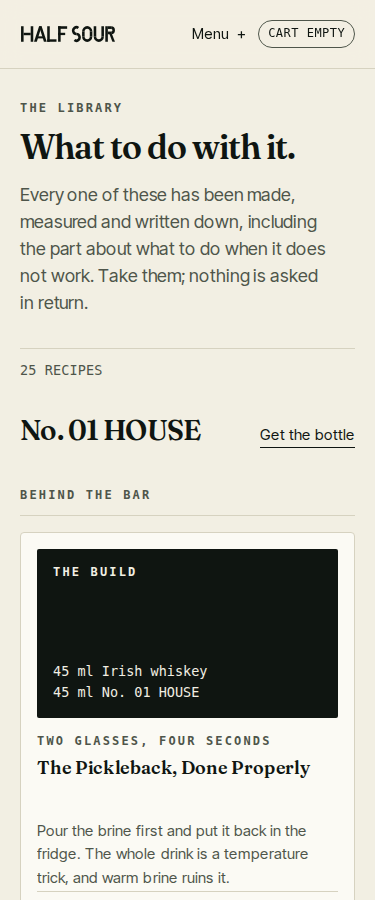 HALF SOUR
Menu +
CART EMPTY
THE LIBRARY
What to do with it.
Every one of these has been made,
measured and written down, including
the part about what to do when it does
not work. Take them; nothing is asked
in return.
25 RECIPES
No. 01 HOUSE
Get the bottle
BEHIND THE BAR
THE BUILD
45 ml Irish whiskey
45 ml No. 01 HOUSE
TWO GLASSES, FOUR SECONDS
The Pickleback, Done Properly
Pour the brine first and put it back in the
fridge. The whole drink is a temperature
trick, and warm brine ruins it.